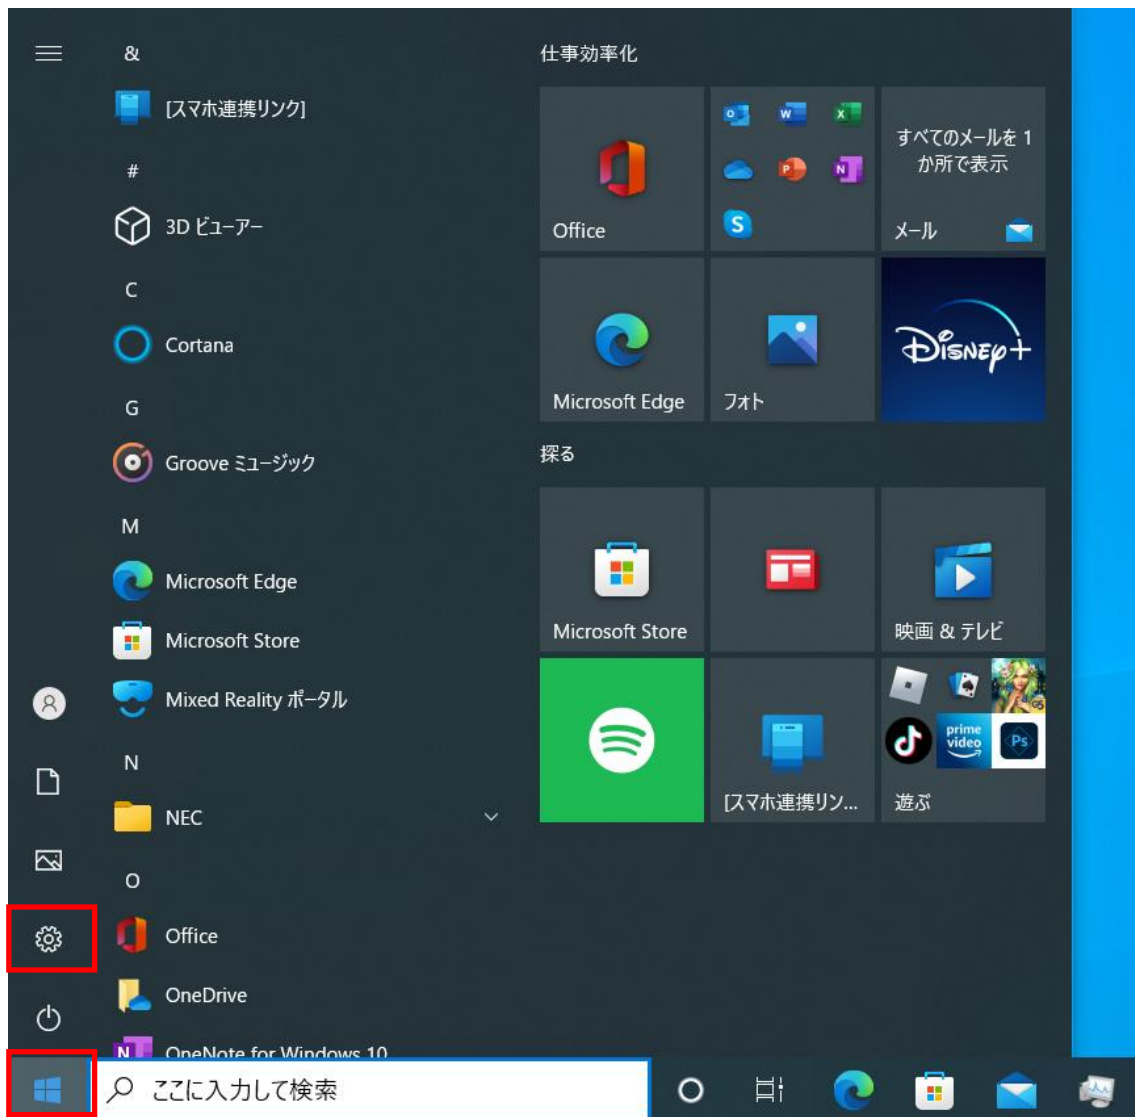 &
[スマホ連携リンク]
#
3D ビューアー
C
Cortana
G
Groove ミュージック
M
Microsoft Edge
Microsoft Store
Mixed Reality ポータル
N
NEC
O
Office
OneDrive
OneNote for Windows 10
仕事効率化
Office
すべてのメールを 1
か所で表示
メール
Microsoft Edge
フォト
Disney+
探る
Microsoft Store
映画 & テレビ
[スマホ連携リン...
prime
video
Ps
G5
遊ぶ
O
W
X
P
N
S
N
ここに入力して検索